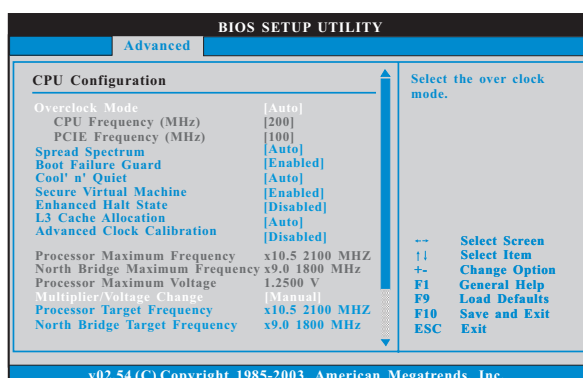 BIOS SETUP UTILITY
Advanced
CPU Configuration
Overclock Mode [Auto]
CPU Frequency (MHz) [200]
PCIE Frequency (MHz) [100]
Spread Spectrum [Auto]
Boot Failure Guard [Enabled]
Cool' n' Quiet [Auto]
Secure Virtual Machine [Enabled]
Enhanced Halt State [Disabled]
L3 Cache Allocation [Auto]
Advanced Clock Calibration [Disabled]
Processor Maximum Frequency x10.5 2100 MHZ
North Bridge Maximum Frequency x9.0 1800 MHz
Processor Maximum Voltage 1.2500 V
Multiplier/Voltage Change [Manual]
Processor Target Frequency x10.5 2100 MHZ
North Bridge Target Frequency x9.0 1800 MHz
Select the over clock
mode.
←→ Select Screen
↑↓ Select Item
+- Change Option
F1 General Help
F9 Load Defaults
F10 Save and Exit
ESC Exit
v02.54 (C) Copyright 1985-2003, American Megatrends, Inc.